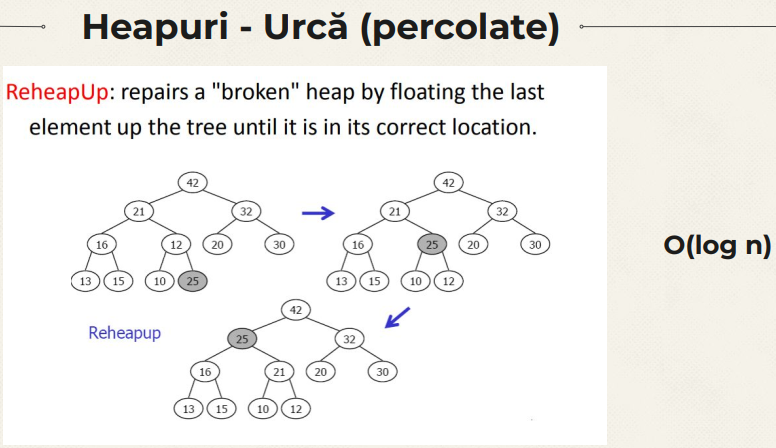 Heapuri - Urcă (percolate)
ReheapUp: repairs a "broken" heap by floating the last
element up the tree until it is in its correct location.
42
21 32
16 12 20 30
13 15 10 25
42
21 32
16 25 20 30
13 15 10 12
O(log n)
Reheapup
42
25 32
16 21 20 30
13 15 10 12